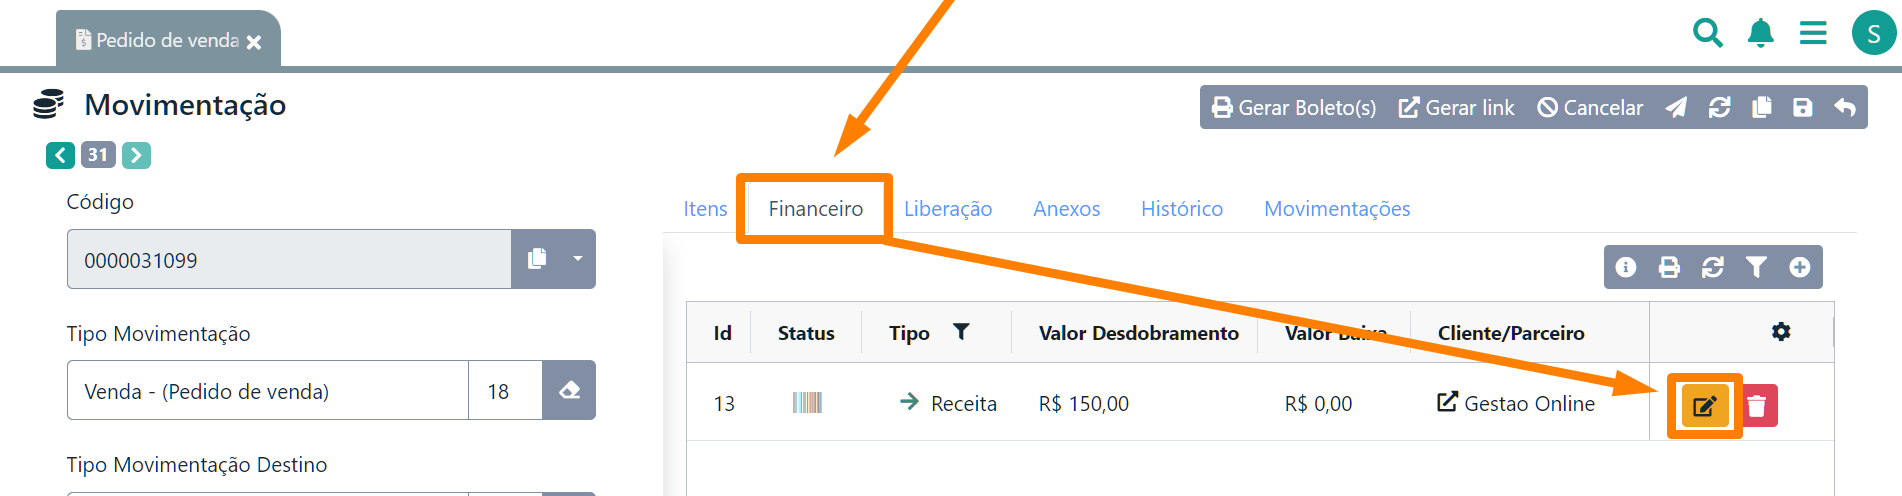 Pedido de venda
S
Movimentação
Gerar Boleto(s) Gerar link Cancelar
31
Código
0000031099
Tipo Movimentação
Venda - (Pedido de venda) 18
Tipo Movimentação Destino
Itens Financeiro Liberação Anexos Histórico Movimentações
Id Status Tipo Valor Desdobramento Valor Baixa Cliente/Parceiro
13 Receita R$ 150,00 R$ 0,00 Gestao Online